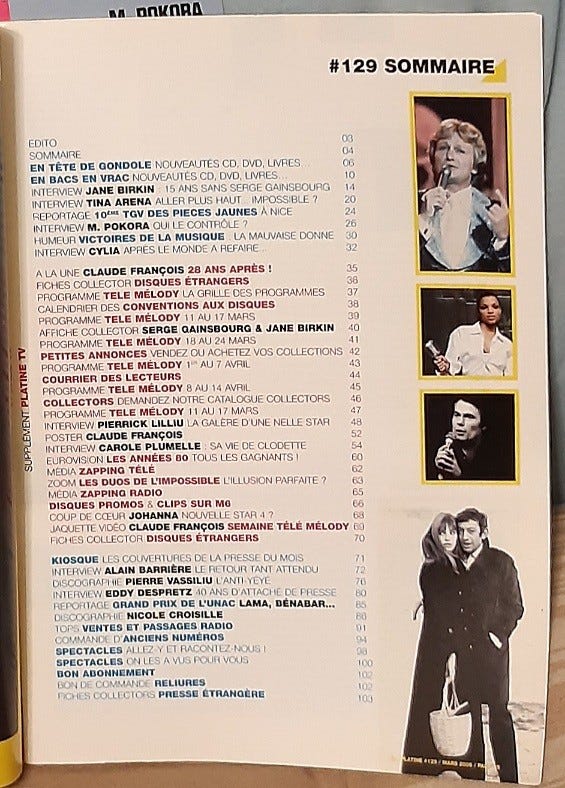 M. POKORA
#129 SOMMAIRE
EDITO 03
SOMMAIRE 04
EN TÊTE DE GONDOLE NOUVEAUTÉS CD, DVD, LIVRES... 06
EN BACS EN VRAC NOUVEAUTÉS CD, DVD, LIVRES... 10
INTERVIEW JANE BIRKIN : 15 ANS SANS SERGE GAINSBOURG 14
INTERVIEW TINA ARENA ALLER PLUS HAUT... IMPOSSIBLE ? 20
REPORTAGE 10ÈME TGV DES PIECES JAUNES À NICE 24
INTERVIEW M. POKORA QUI LE CONTRÔLE ? 26
HUMEUR VICTOIRES DE LA MUSIQUE : LA MAUVAISE DONNE 30
INTERVIEW CYLIA APRÈS LE MONDE À REFAIRE... 32
A LA UNE CLAUDE FRANÇOIS 28 ANS APRÈS ! 35
FICHES COLLECTOR DISQUES ÉTRANGERS 36
PROGRAMME TELE MÉLODY LA GRILLE DES PROGRAMMES 37
CALENDRIER DES CONVENTIONS AUX DISQUES 38
PROGRAMME TELE MÉLODY 11 AU 17 MARS 39
AFFICHE COLLECTOR SERGE GAINSBOURG & JANE BIRKIN 40
PROGRAMME TELE MÉLODY 18 AU 24 MARS 41
PETITES ANNONCES VENDEZ OU ACHETEZ VOS COLLECTIONS 42
PROGRAMME TELE MÉLODY 1ER AU 7 AVRIL 43
COURRIER DES LECTEURS 44
PROGRAMME TELE MÉLODY 8 AU 14 AVRIL 45
COLLECTORS DEMANDEZ NOTRE CATALOGUE COLLECTORS 46
PROGRAMME TELE MÉLODY 11 AU 17 MARS 47
INTERVIEW PIERRICK LILLIU LA GALÈRE D'UNE NELLE STAR 48
POSTER CLAUDE FRANÇOIS 52
INTERVIEW CAROLE PLUMELLE : SA VIE DE CLODETTE 54
EUROVISION LES ANNÉES 80 TOUS LES GAGNANTS ! 60
MÉDIA ZAPPING TÉLÉ 62
ZOOM LES DUOS DE L'IMPOSSIBLE L'ILLUSION PARFAITE ? 63
MÉDIA ZAPPING RADIO 65
DISQUES PROMOS & CLIPS SUR M6 66
COUP DE CŒUR JOHANNA NOUVELLE STAR 4 ? 68
JAQUETTE VIDÉO CLAUDE FRANÇOIS SEMAINE TÉLÉ MÉLODY 69
FICHES COLLECTOR DISQUES ÉTRANGERS 70
SUPPLÉMENT PLATINE TV
KIOSQUE LES COUVERTURES DE LA PRESSE DU MOIS 71
INTERVIEW ALAIN BARRIÈRE LE RETOUR TANT ATTENDU 72
DISCOGRAPHIE PIERRE VASSILIU L'ANTI-YÉYÉ 76
INTERVIEW EDDY DESPRETZ 40 ANS D'ATTACHÉ DE PRESSE 80
REPORTAGE GRAND PRIX DE L'UNAC LAMA, BÉNABAR... 85
DISCOGRAPHIE NICOLE CROISILLE 88
TOPS VENTES ET PASSAGES RADIO 91
COMMANDE D'ANCIENS NUMÉROS 94
SPECTACLES ALLEZ-Y ET RACONTEZ-NOUS ! 98
SPECTACLES ON LES A VUS POUR VOUS 100
BON ABONNEMENT 102
BON DE COMMANDE RELIURES 102
FICHES COLLECTORS PRESSE ÉTRANGÈRE 103
PLATINE #129 / MARS 2006 /